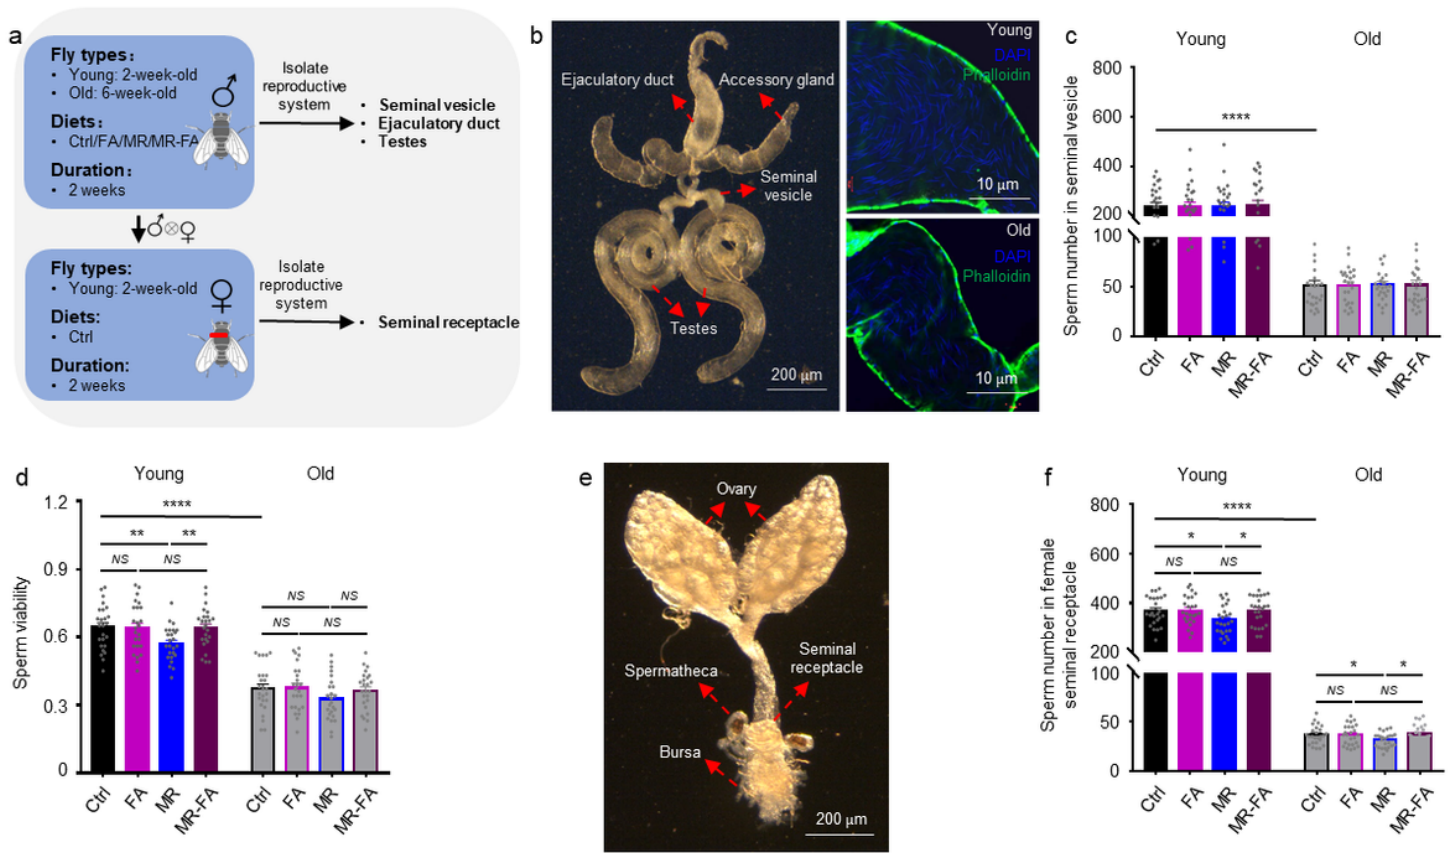 a
Fly types:
• Young: 2-week-old
• Old: 6-week-old
Diets:
• Ctrl/FA/MR/MR-FA
Duration:
• 2 weeks
♂
Isolate
reproductive
system
• Seminal vesicle
• Ejaculatory duct
• Testes
♂⊗♀
Fly types:
• Young: 2-week-old
Diets:
• Ctrl
Duration:
• 2 weeks
♀
Isolate
reproductive
system
• Seminal receptacle
b
Ejaculatory duct
Accessory gland
Seminal
vesicle
Testes
200 μm
Young
DAPI
Phalloidin
10 μm
Old
DAPI
Phalloidin
10 μm
c
Young
Old
Sperm number in seminal vesicle
800
600
400
200
100
50
0
****
Ctrl
FA
MR
MR-FA
Ctrl
FA
MR
MR-FA
d
Young
Old
Sperm viability
1.2
0.9
0.6
0.3
0
****
** **
NS NS
NS NS
NS NS
Ctrl
FA
MR
MR-FA
Ctrl
FA
MR
MR-FA
e
Ovary
Spermatheca
Seminal
receptacle
Bursa
200 μm
f
Young
Old
Sperm number in female
seminal receptacle
800
600
400
200
100
50
0
****
* *
NS NS
* *
NS NS
Ctrl
FA
MR
MR-FA
Ctrl
FA
MR
MR-FA